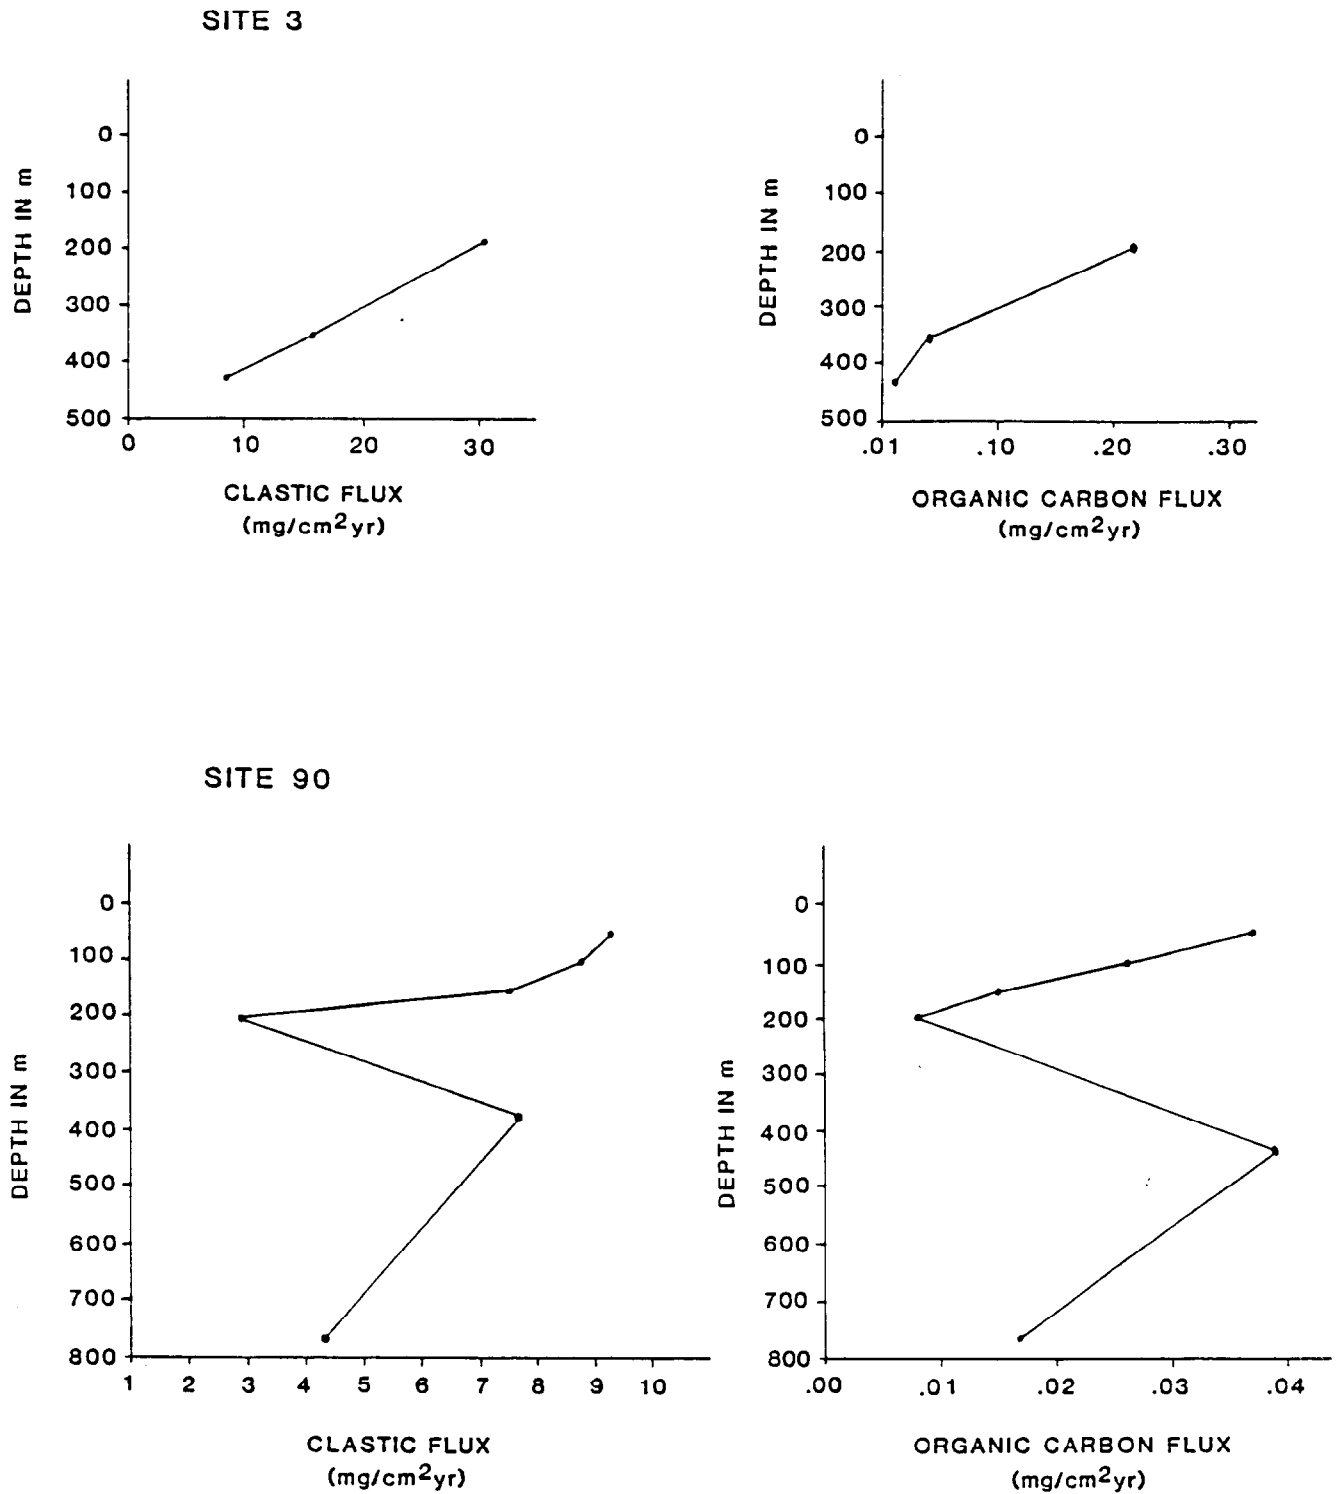 SITE 3
DEPTH IN m
0
100
200
300
400
500
0 10 20 30
CLASTIC FLUX
(mg/cm2yr)
DEPTH IN m
0
100
200
300
400
500
.01 .10 .20 .30
ORGANIC CARBON FLUX
(mg/cm2yr)
SITE 90
DEPTH IN m
0
100
200
300
400
500
600
700
800
1 2 3 4 5 6 7 8 9 10
CLASTIC FLUX
(mg/cm2yr)
DEPTH IN m
0
100
200
300
400
500
600
700
800
.00 .01 .02 .03 .04
ORGANIC CARBON FLUX
(mg/cm2yr)